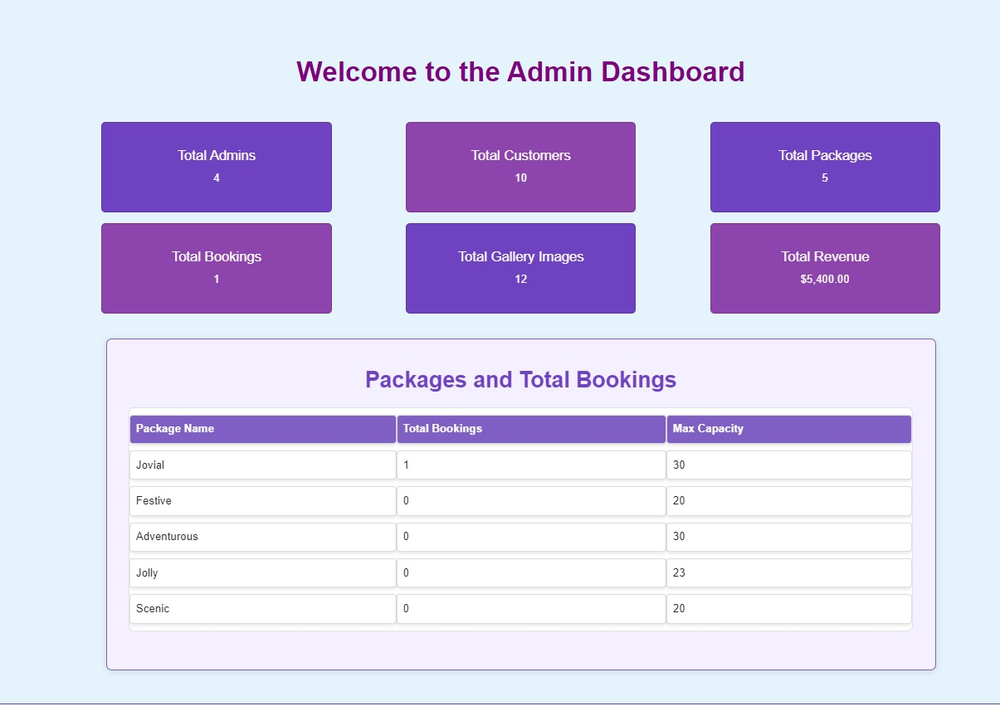 Welcome to the Admin Dashboard
Total Admins
4
Total Customers
10
Total Packages
5
Total Bookings
1
Total Gallery Images
12
Total Revenue
$5,400.00
Packages and Total Bookings
Package Name Total Bookings Max Capacity
Jovial 1 30
Festive 0 20
Adventurous 0 30
Jolly 0 23
Scenic 0 20